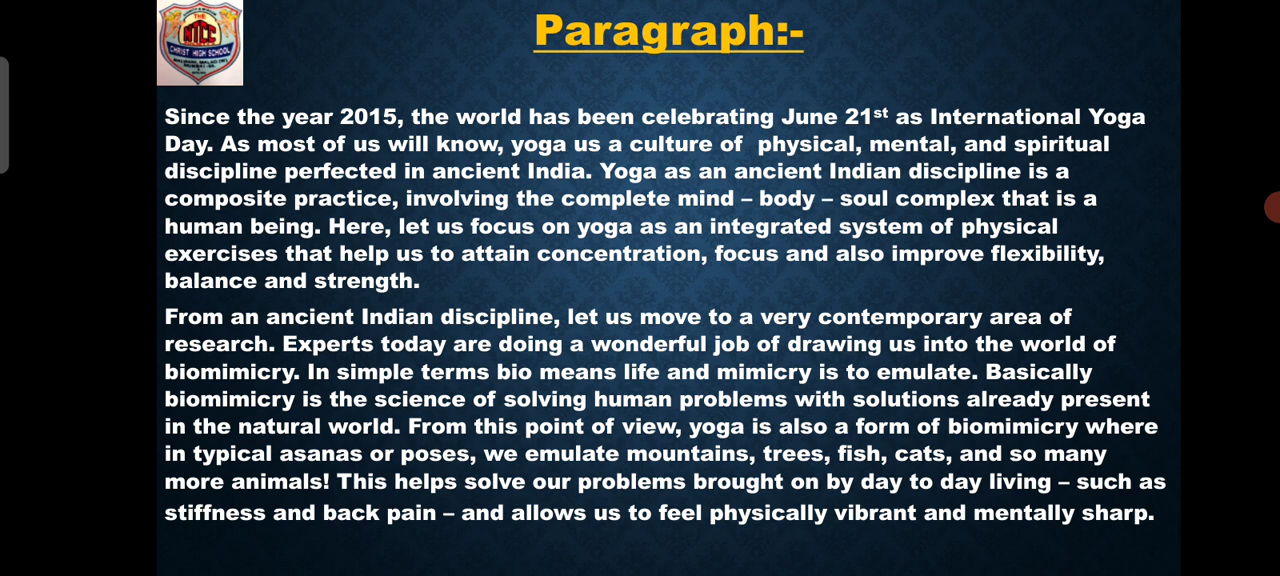 THE
NICC
CHRIST HIGH SCHOOL
MALWANI, MALAD (W)
Paragraph:-
Since the year 2015, the world has been celebrating June 21st as International Yoga
Day. As most of us will know, yoga us a culture of  physical, mental, and spiritual
discipline perfected in ancient India. Yoga as an ancient Indian discipline is a
composite practice, involving the complete mind – body – soul complex that is a
human being. Here, let us focus on yoga as an integrated system of physical
exercises that help us to attain concentration, focus and also improve flexibility,
balance and strength.
From an ancient Indian discipline, let us move to a very contemporary area of
research. Experts today are doing a wonderful job of drawing us into the world of
biomimicry. In simple terms bio means life and mimicry is to emulate. Basically
biomimicry is the science of solving human problems with solutions already present
in the natural world. From this point of view, yoga is also a form of biomimicry where
in typical asanas or poses, we emulate mountains, trees, fish, cats, and so many
more animals! This helps solve our problems brought on by day to day living – such as
stiffness and back pain – and allows us to feel physically vibrant and mentally sharp.